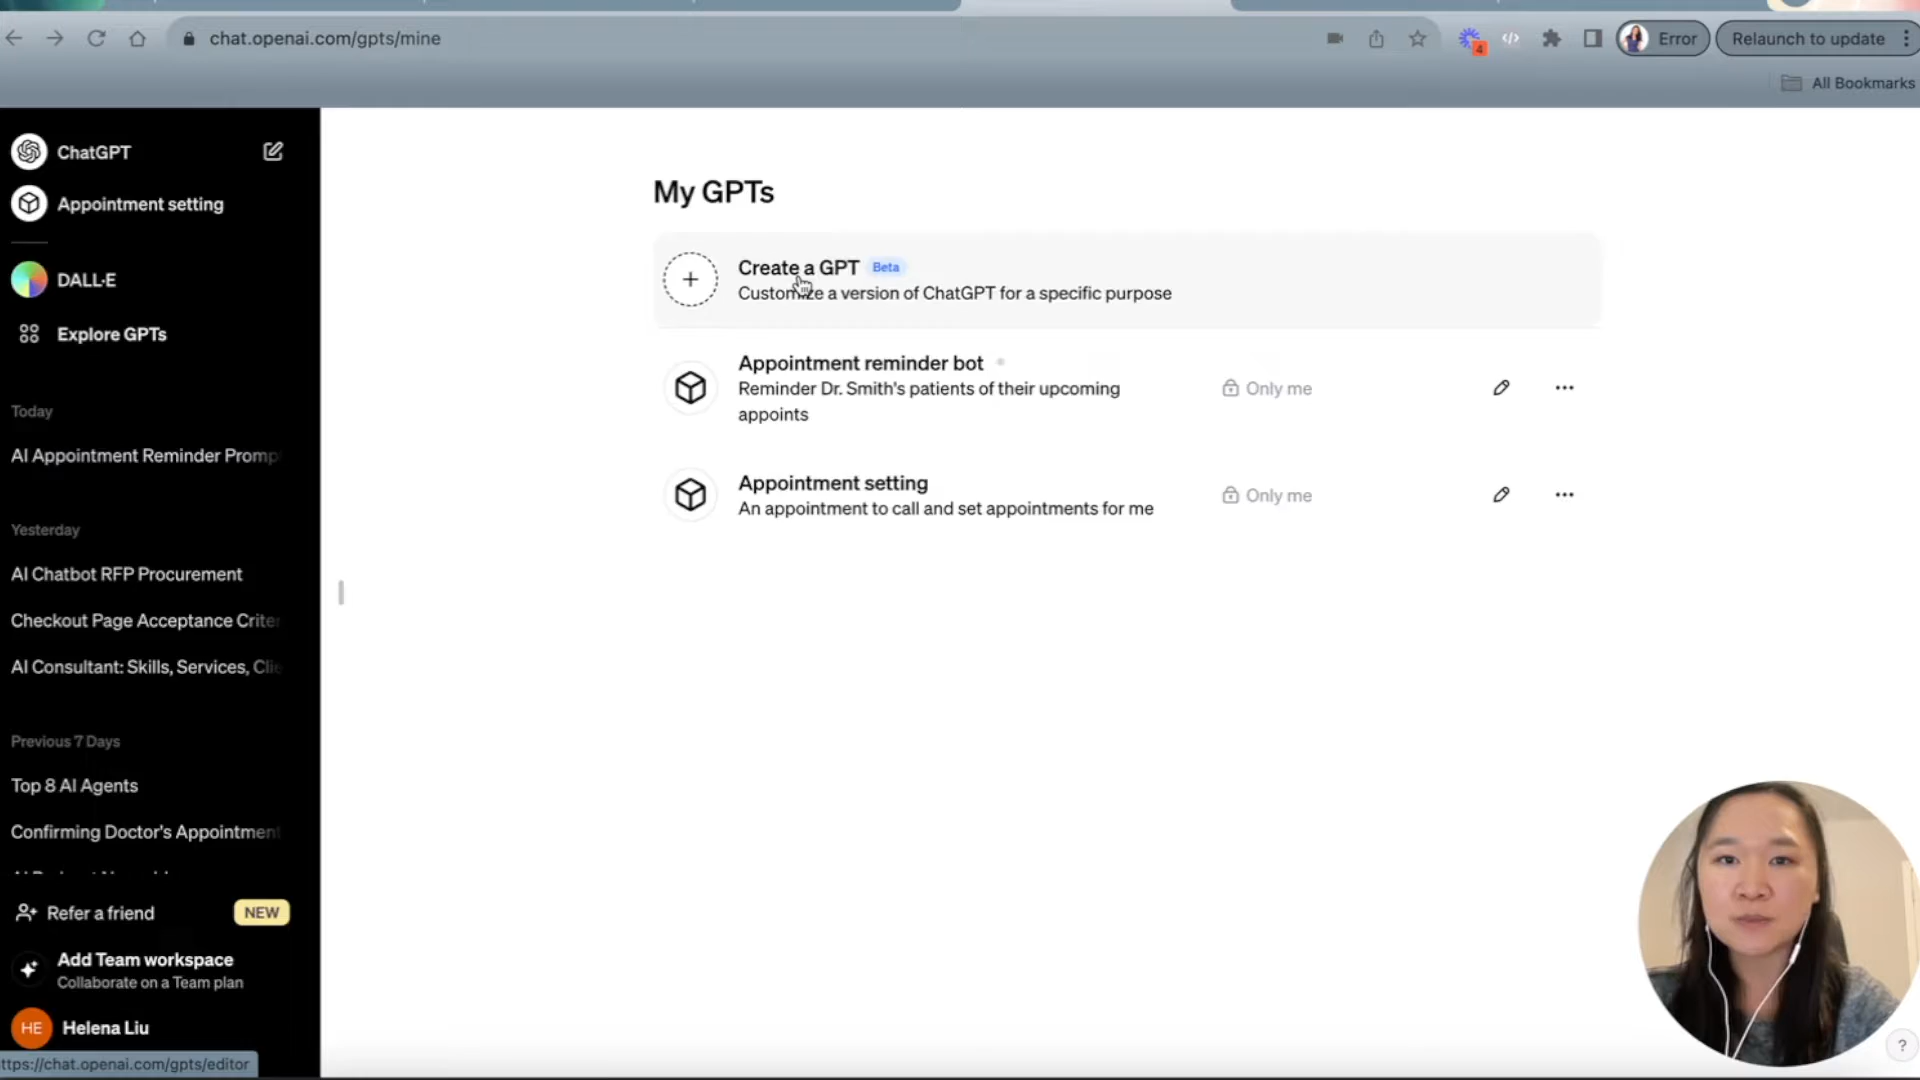 chat.openai.com/gpts/mine
4
Error
Relaunch to update
All Bookmarks
ChatGPT
Appointment setting
DALL·E
Explore GPTs
Today
AI Appointment Reminder Promp
Yesterday
AI Chatbot RFP Procurement
Checkout Page Acceptance Criter
AI Consultant: Skills, Services, Clie
Previous 7 Days
Top 8 AI Agents
Confirming Doctor's Appointment
Refer a friend
NEW
Add Team workspace
Collaborate on a Team plan
HE
Helena Liu
ttps://chat.openai.com/gpts/editor
My GPTs
Create a GPT Beta
Customize a version of ChatGPT for a specific purpose
Appointment reminder bot
Reminder Dr. Smith's patients of their upcoming
appoints
Only me
Appointment setting
An appointment to call and set appointments for me
Only me
?